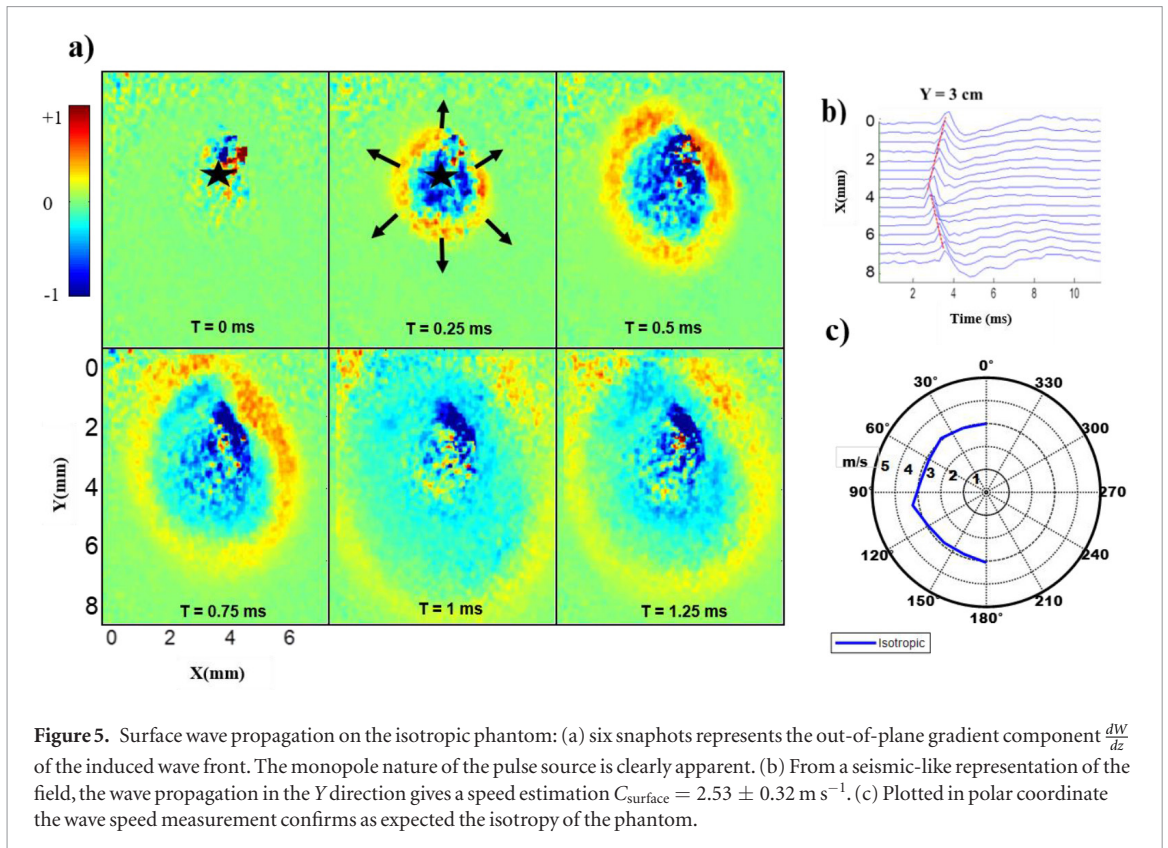 a)
+1
0
-1
T = 0 ms
T = 0.25 ms
T = 0.5 ms
0
2
4
6
8
Y(mm)
T = 0.75 ms
T = 1 ms
T = 1.25 ms
0 2 4 6
X(mm)
b)
Y = 3 cm
0
2
4
6
8
X(mm)
2 4 6 8 10
Time (ms)
c)
0°
30° 330
60° 300
m/s 5 4 3 2 1
90° 270
120° 240
150° 210
180°
Isotropic
Figure 5. Surface wave propagation on the isotropic phantom: (a) six snaphots represents the out-of-plane gradient component dW/dz
of the induced wave front. The monopole nature of the pulse source is clearly apparent. (b) From a seismic-like representation of the
field, the wave propagation in the Y direction gives a speed estimation C_surface = 2.53 ± 0.32 m s⁻¹. (c) Plotted in polar coordinate
the wave speed measurement confirms as expected the isotropy of the phantom.